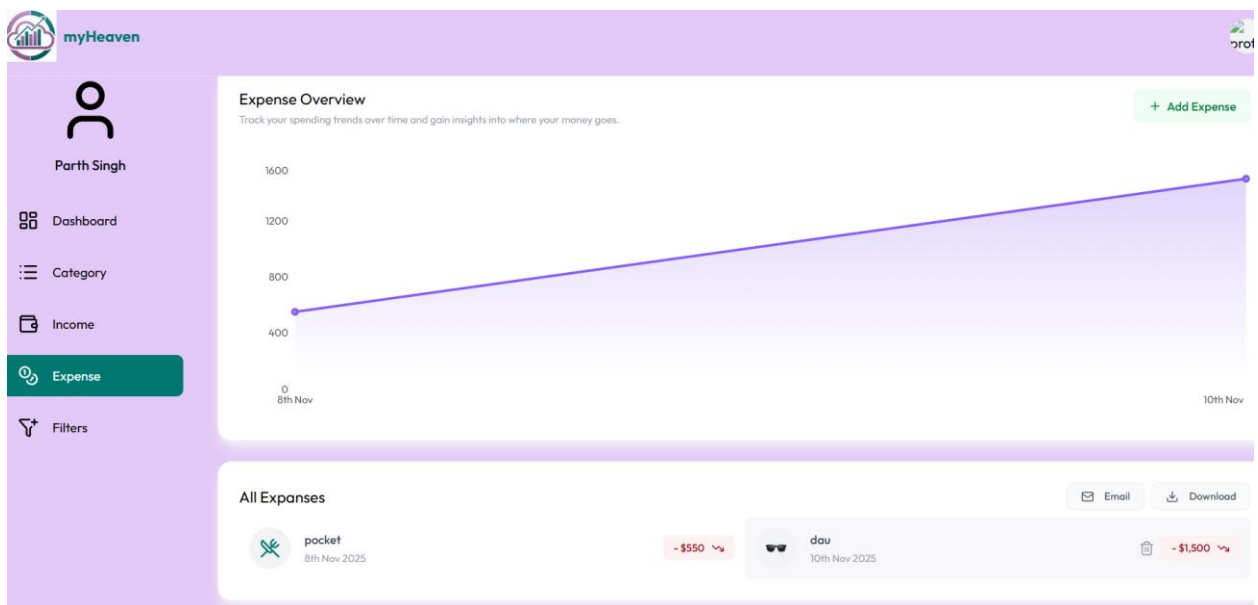 myHeaven
prof
Parth Singh
Dashboard
Category
Income
Expense
Filters
Expense Overview
+ Add Expense
Track your spending trends over time and gain insights into where your money goes.
1600
1200
800
400
0
8th Nov
10th Nov
All Expanses
Email
Download
pocket
8th Nov 2025
- $550
dau
10th Nov 2025
- $1,500